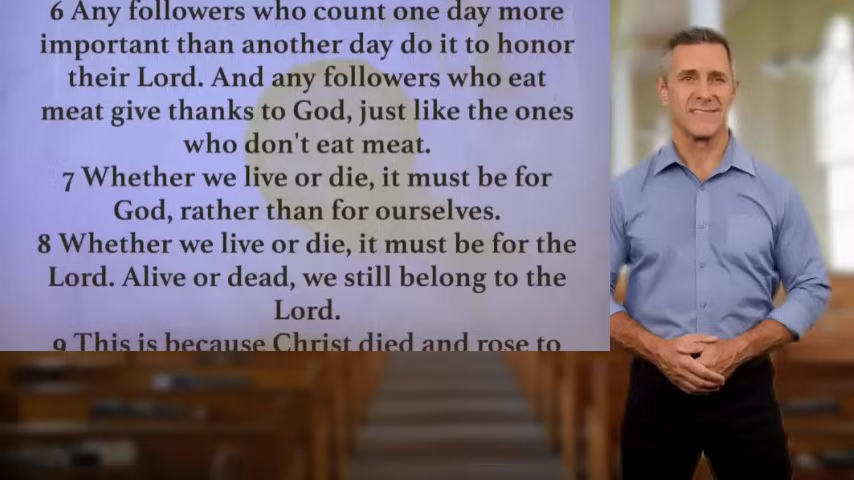 6 Any followers who count one day more
important than another day do it to honor
their Lord. And any followers who eat
meat give thanks to God, just like the ones
who don't eat meat.
7 Whether we live or die, it must be for
God, rather than for ourselves.
8 Whether we live or die, it must be for the
Lord. Alive or dead, we still belong to the
Lord.
9 This is because Christ died and rose to